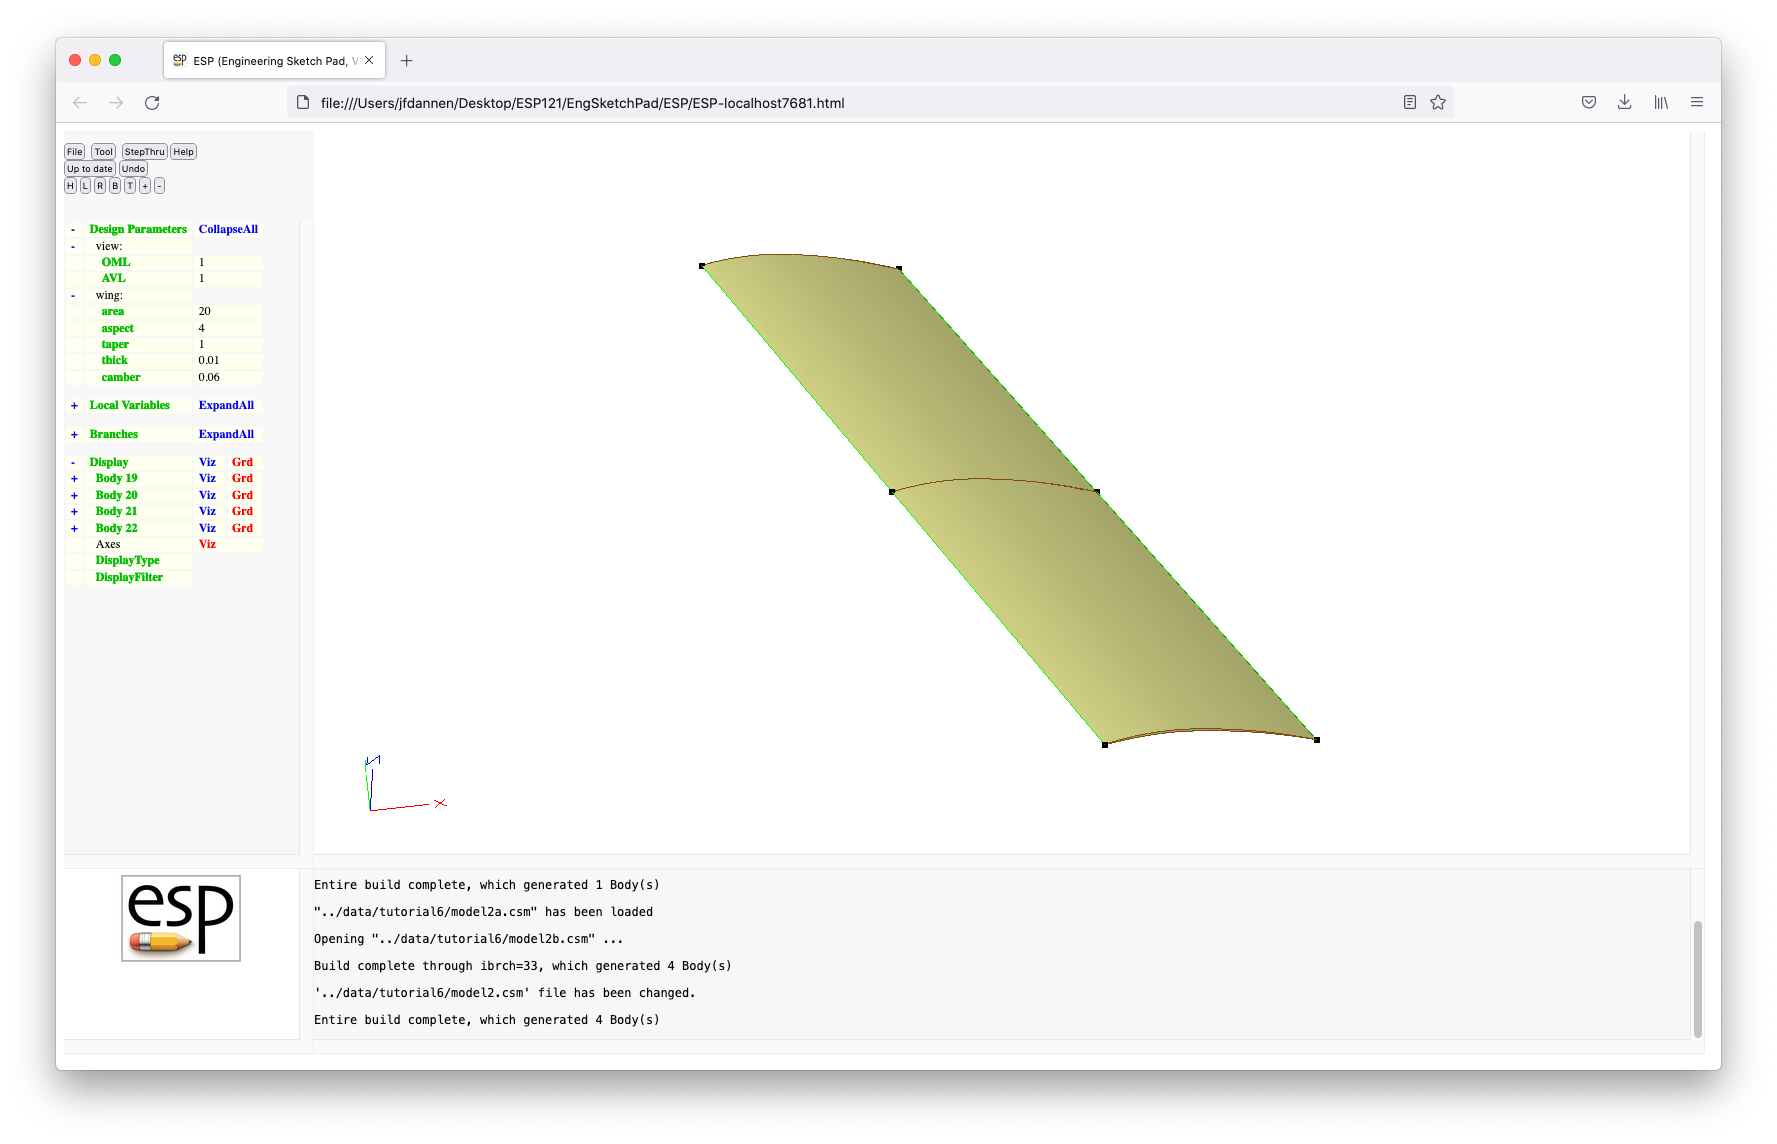 esp ESP (Engineering Sketch Pad, V
file:///Users/jfdannen/Desktop/ESP121/EngSketchPad/ESP/ESP-localhost7681.html
File Tool StepThru Help
Up to date Undo
H L R B T + -
- Design Parameters CollapseAll
- view:
OML 1
AVL 1
- wing:
area 20
aspect 4
taper 1
thick 0.01
camber 0.06
+ Local Variables ExpandAll
+ Branches ExpandAll
- Display Viz Grd
+ Body 19 Viz Grd
+ Body 20 Viz Grd
+ Body 21 Viz Grd
+ Body 22 Viz Grd
Axes Viz
DisplayType
DisplayFilter
X
esp
Entire build complete, which generated 1 Body(s)
"../data/tutorial6/model2a.csm" has been loaded
Opening "../data/tutorial6/model2b.csm" ...
Build complete through ibrch=33, which generated 4 Body(s)
'../data/tutorial6/model2.csm' file has been changed.
Entire build complete, which generated 4 Body(s)